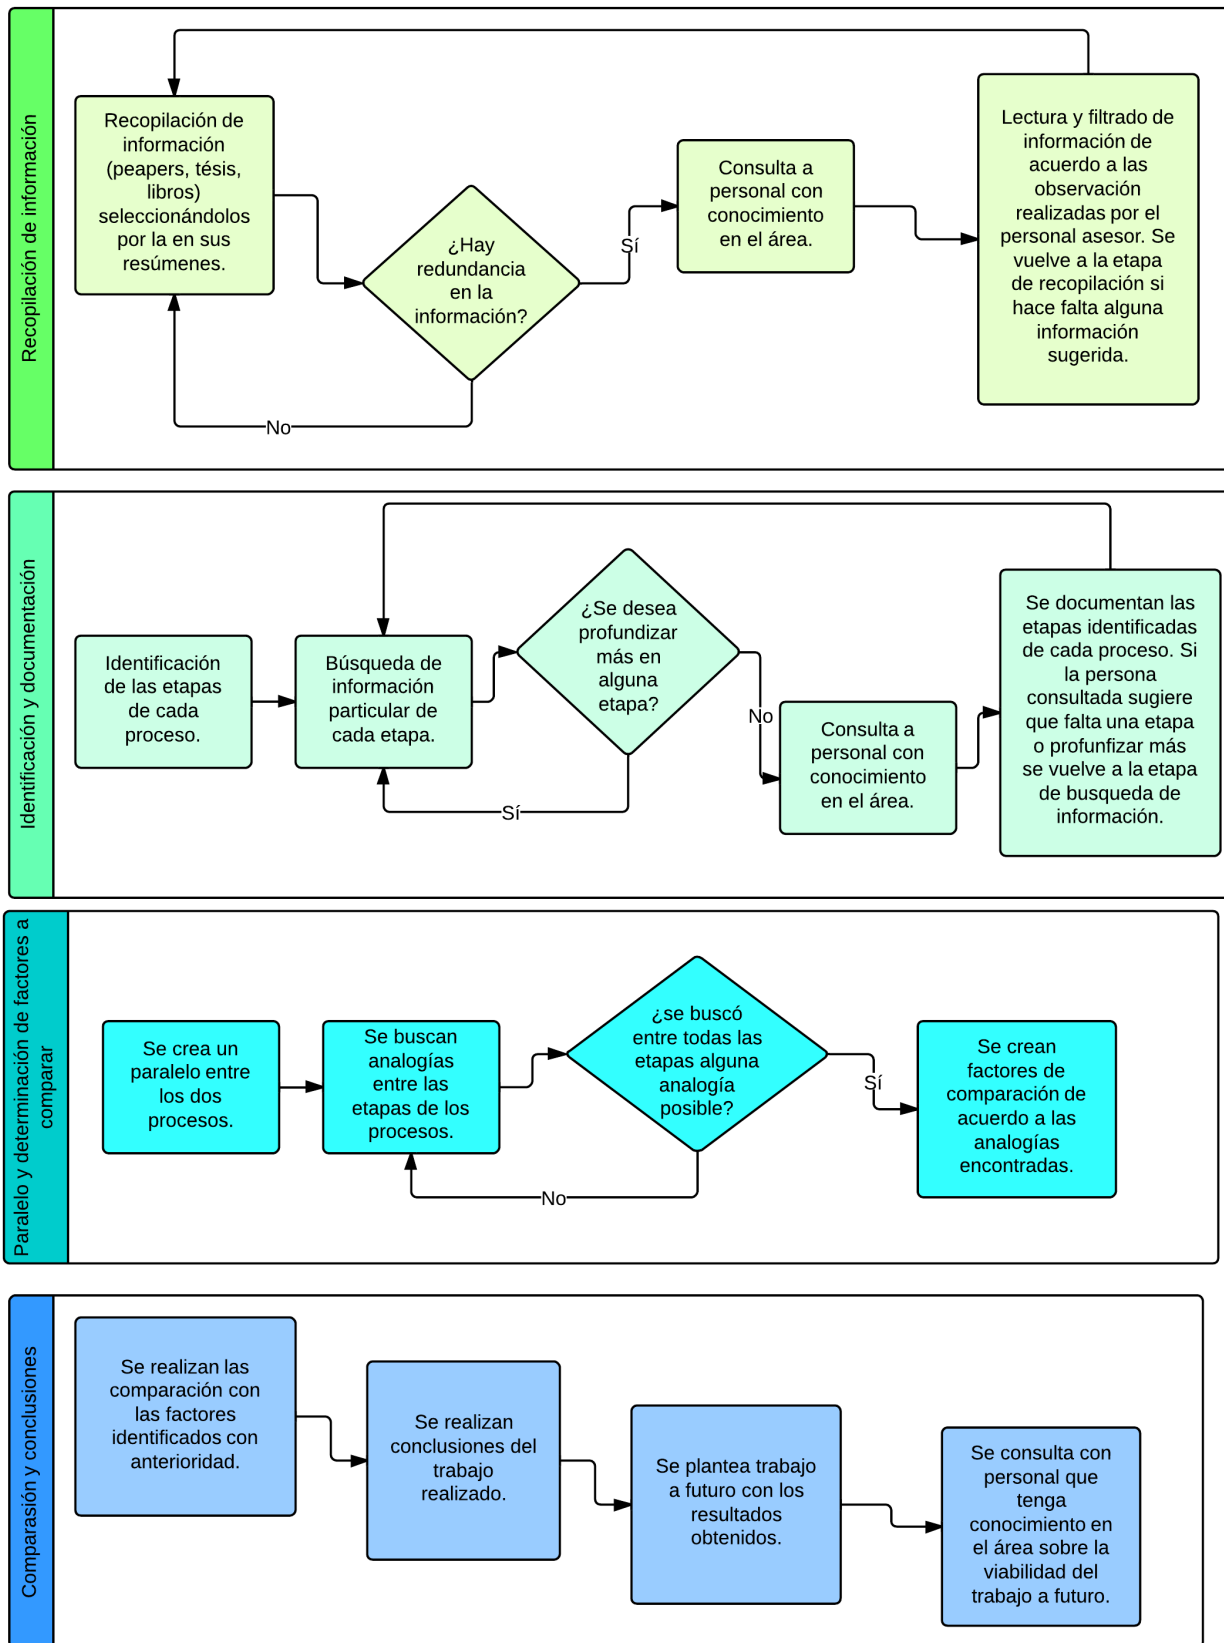 Recopilación de información
Recopilación de
información
(peapers, tésis,
libros)
seleccionándolos
por la en sus
resúmenes.
¿Hay
redundancia
en la
información?
Sí
No
Consulta a
personal con
conocimiento
en el área.
Lectura y filtrado de
información de
acuerdo a las
observación
realizadas por el
personal asesor. Se
vuelve a la etapa
de recopilación si
hace falta alguna
información
sugerida.
Identificación y documentación
Identificación
de las etapas
de cada
proceso.
Búsqueda de
información
particular de
cada etapa.
¿Se desea
profundizar
más en
alguna
etapa?
Sí
No
Consulta a
personal con
conocimiento
en el área.
Se documentan las
etapas identificadas
de cada proceso. Si
la persona
consultada sugiere
que falta una etapa
o profunfizar más
se vuelve a la etapa
de busqueda de
información.
Paralelo y determinación de factores a
comparar
Se crea un
paralelo entre
los dos
procesos.
Se buscan
analogías
entre las
etapas de los
procesos.
¿se buscó
entre todas las
etapas alguna
analogía
posible?
Sí
No
Se crean
factores de
comparación de
acuerdo a las
analogías
encontradas.
Comparasión y conclusiones
Se realizan las
comparación con
las factores
identificados con
anterioridad.
Se realizan
conclusiones del
trabajo
realizado.
Se plantea trabajo
a futuro con los
resultados
obtenidos.
Se consulta con
personal que
tenga
conocimiento en
el área sobre la
viabilidad del
trabajo a futuro.